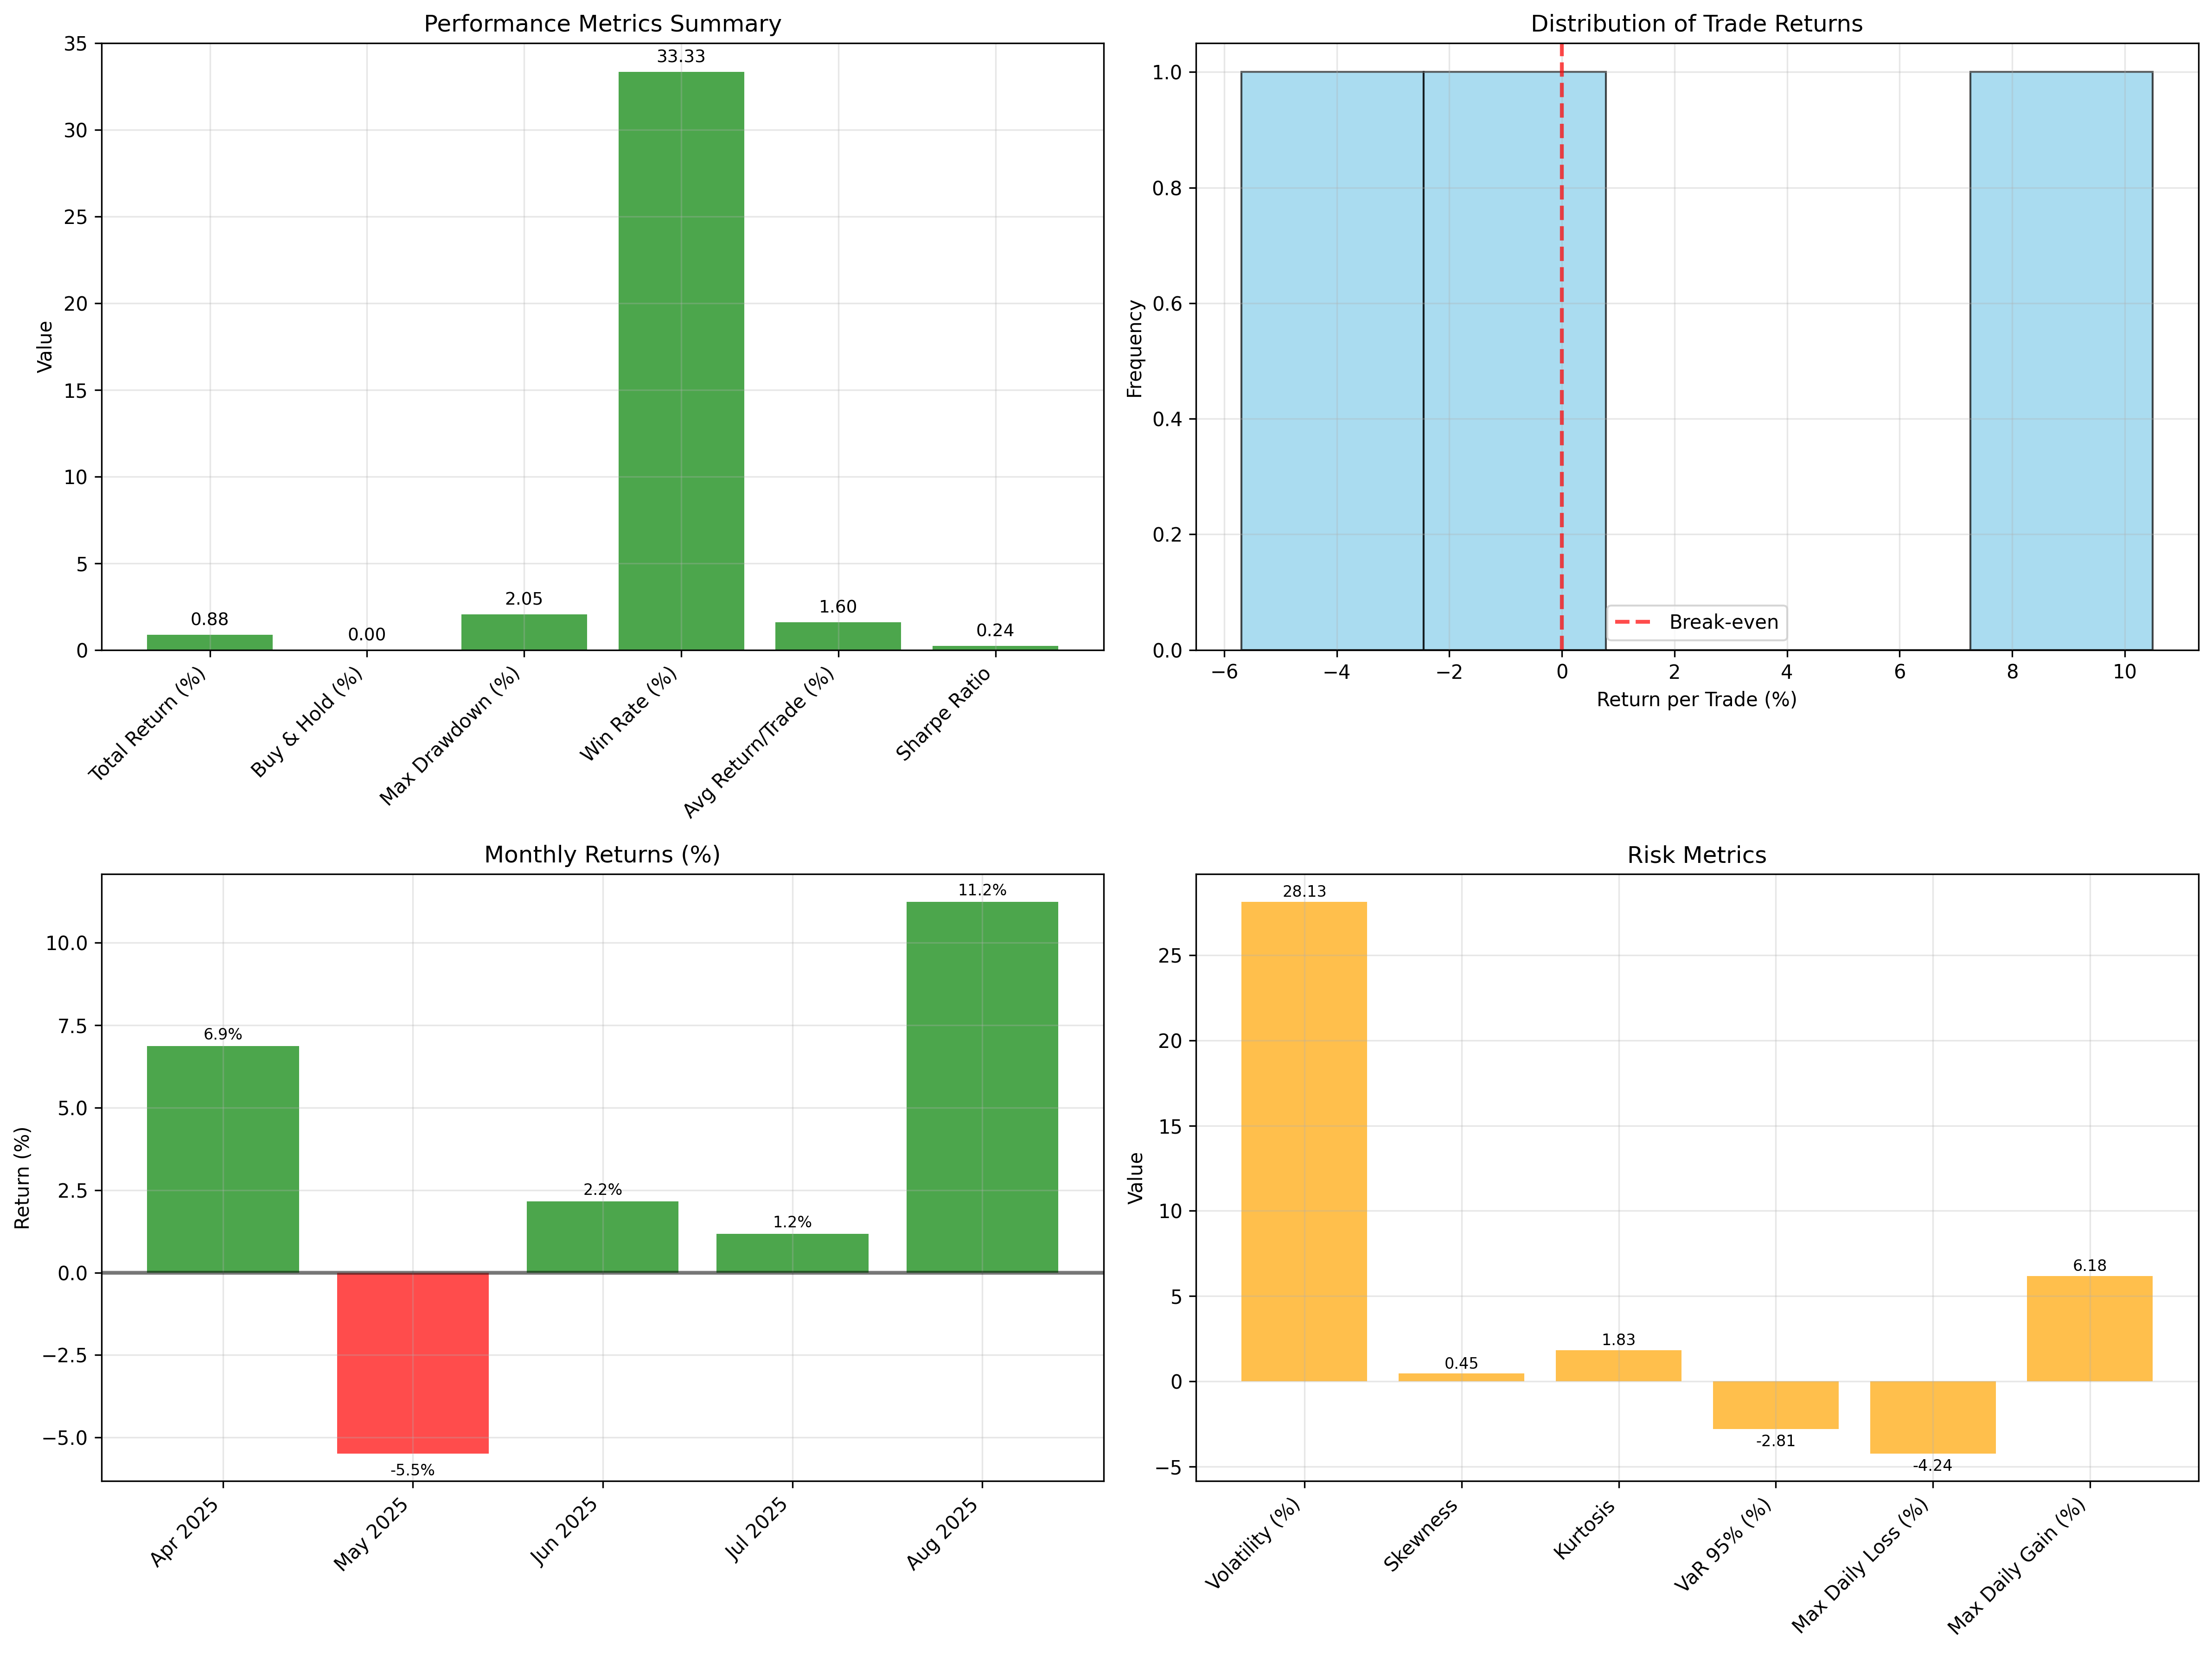 Performance Metrics Summary
35
30
25
20
15
10
5
0
Value
0.88
0.00
2.05
33.33
1.60
0.24
Total Return (%)
Buy & Hold (%)
Max Drawdown (%)
Win Rate (%)
Avg Return/Trade (%)
Sharpe Ratio
Distribution of Trade Returns
1.0
0.8
0.6
0.4
0.2
0.0
Frequency
Break-even
−6
−4
−2
0
2
4
6
8
10
Return per Trade (%)
Monthly Returns (%)
10.0
7.5
5.0
2.5
0.0
−2.5
−5.0
Return (%)
6.9%
-5.5%
2.2%
1.2%
11.2%
Apr 2025
May 2025
Jun 2025
Jul 2025
Aug 2025
Risk Metrics
25
20
15
10
5
0
−5
Value
28.13
0.45
1.83
-2.81
-4.24
6.18
Volatility (%)
Skewness
Kurtosis
VaR 95% (%)
Max Daily Loss (%)
Max Daily Gain (%)